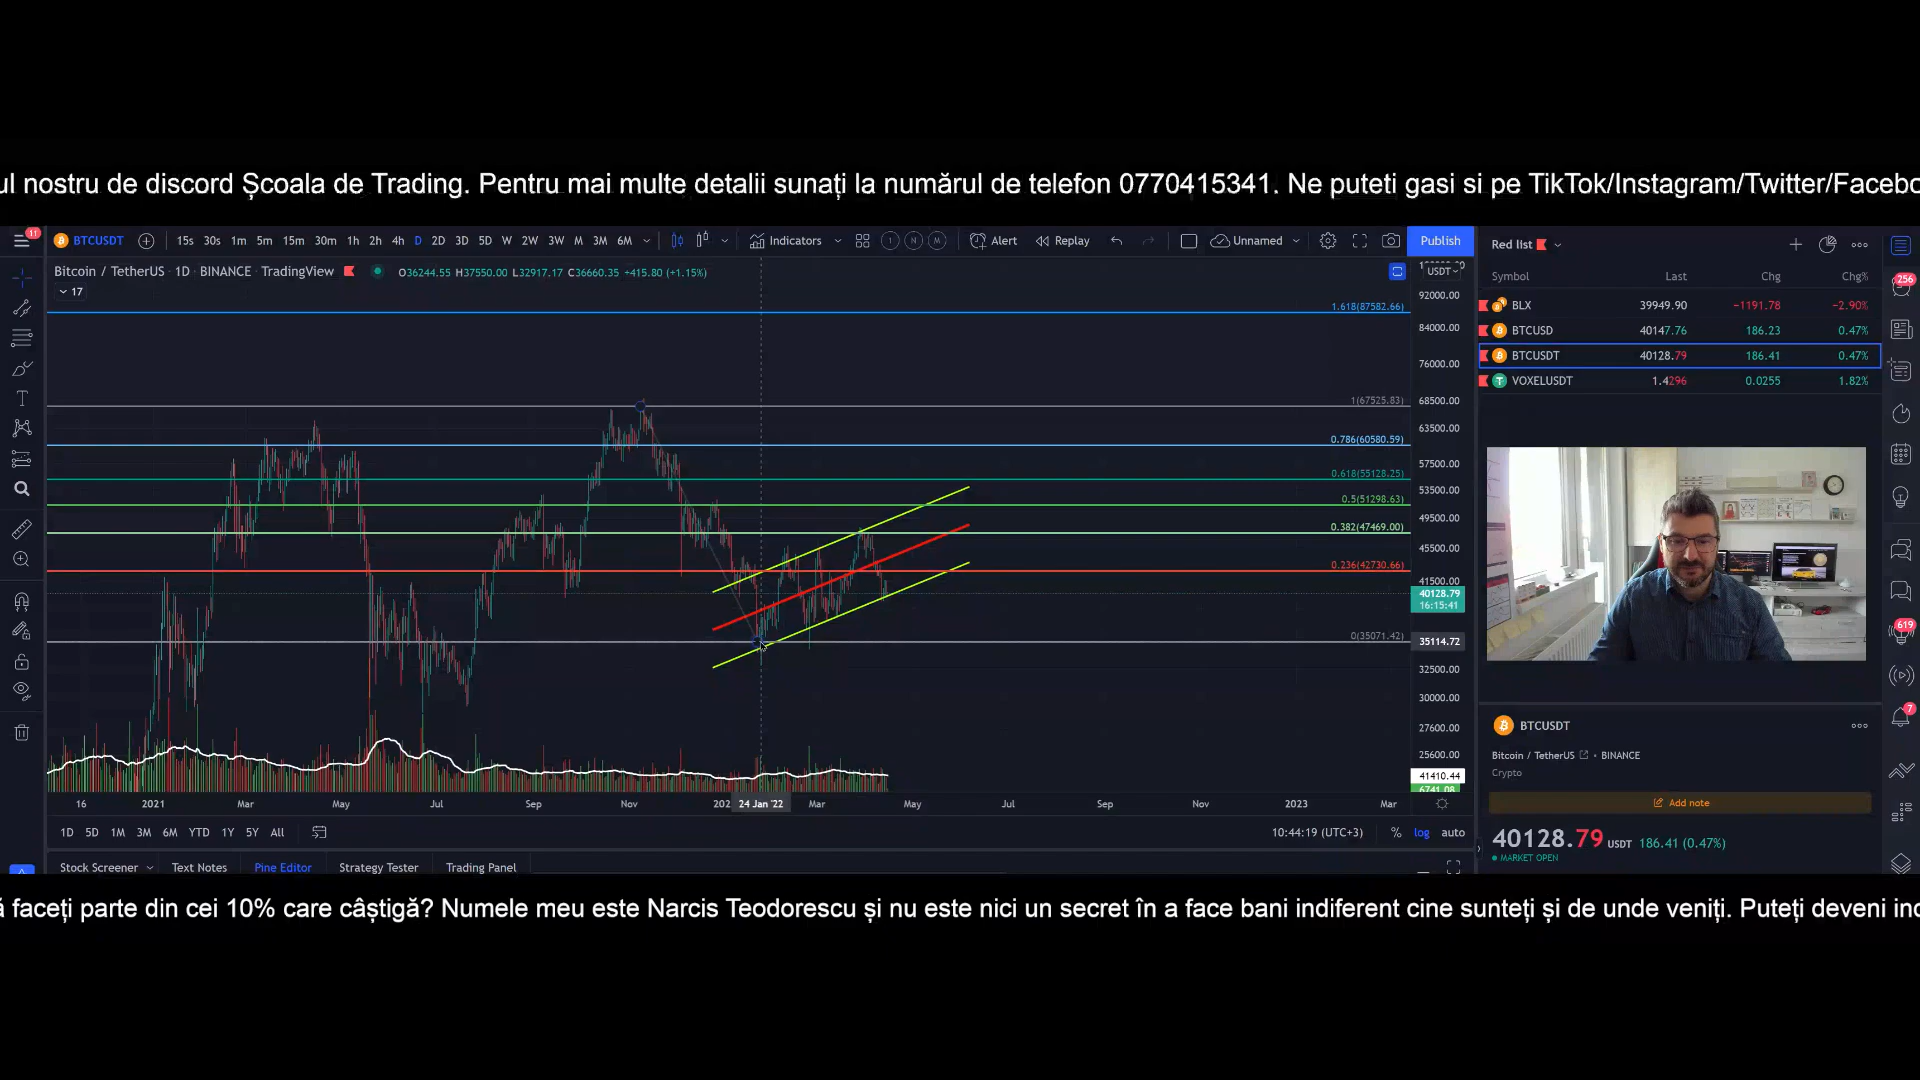 ul nostru de discord Școala de Trading. Pentru mai multe detalii sunați la numărul de telefon 0770415341. Ne puteti gasi si pe TikTok/Instagram/Twitter/Facebo
11 BTCUSDT 15s 30s 1m 5m 15m 30m 1h 2h 4h D 2D 3D 5D W 2W 3W M 3M 6M Indicators Alert Replay Unnamed Publish
Bitcoin / TetherUS · 1D · BINANCE · TradingView O36244.55 H37550.00 L32917.17 C36660.35 +415.80 (+1.15%)
17
USDT
92000.00
84000.00
76000.00
68500.00
63500.00
57500.00
53500.00
49500.00
45500.00
41500.00
40128.79
16:15:41
35114.72
32500.00
30000.00
27600.00
25600.00
41410.44
6741.08
1.618(87582.66)
1(67525.83)
0.786(60580.59)
0.618(55128.25)
0.5(51298.63)
0.382(47469.00)
0.236(42730.66)
0(35071.42)
16 2021 Mar May Jul Sep Nov 202 24 Jan '22 Mar May Jul Sep Nov 2023 Mar
1D 5D 1M 3M 6M YTD 1Y 5Y All 10:44:19 (UTC+3) % log auto
Stock Screener Text Notes Pine Editor Strategy Tester Trading Panel
Red list
Symbol Last Chg Chg%
BLX 39949.90 −1191.78 −2.90%
BTCUSD 40147.76 186.23 0.47%
BTCUSDT 40128.79 186.41 0.47%
VOXELUSDT 1.4296 0.0255 1.82%
256
619
7
BTCUSDT
Bitcoin / TetherUS • BINANCE
Crypto
Add note
40128.79 USDT 186.41 (0.47%)
MARKET OPEN
ă faceți parte din cei 10% care câștigă? Numele meu este Narcis Teodorescu și nu este nici un secret în a face bani indiferent cine sunteți și de unde veniți. Puteți deveni inc